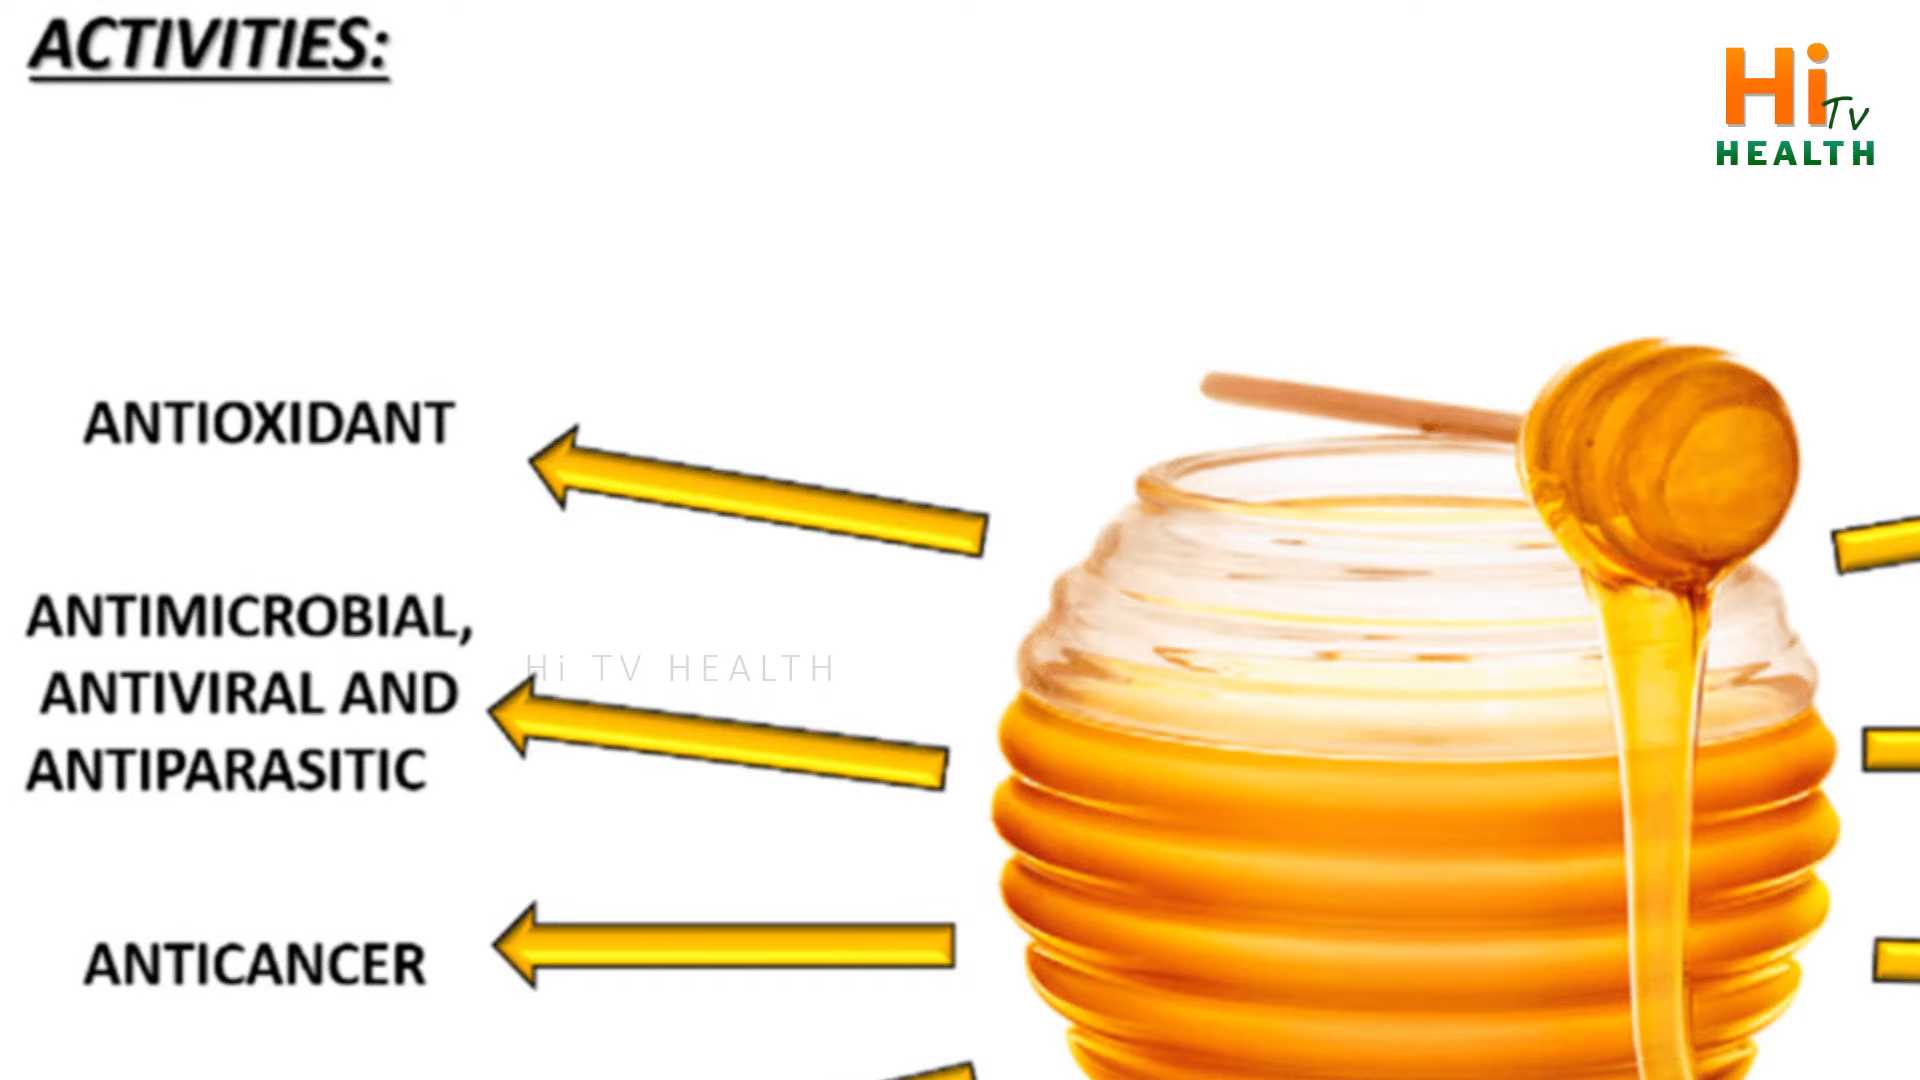 ACTIVITIES:
Hi TV
HEALTH
ANTIOXIDANT
ANTIMICROBIAL,
ANTIVIRAL AND
ANTIPARASITIC
Hi TV HEALTH
ANTICANCER